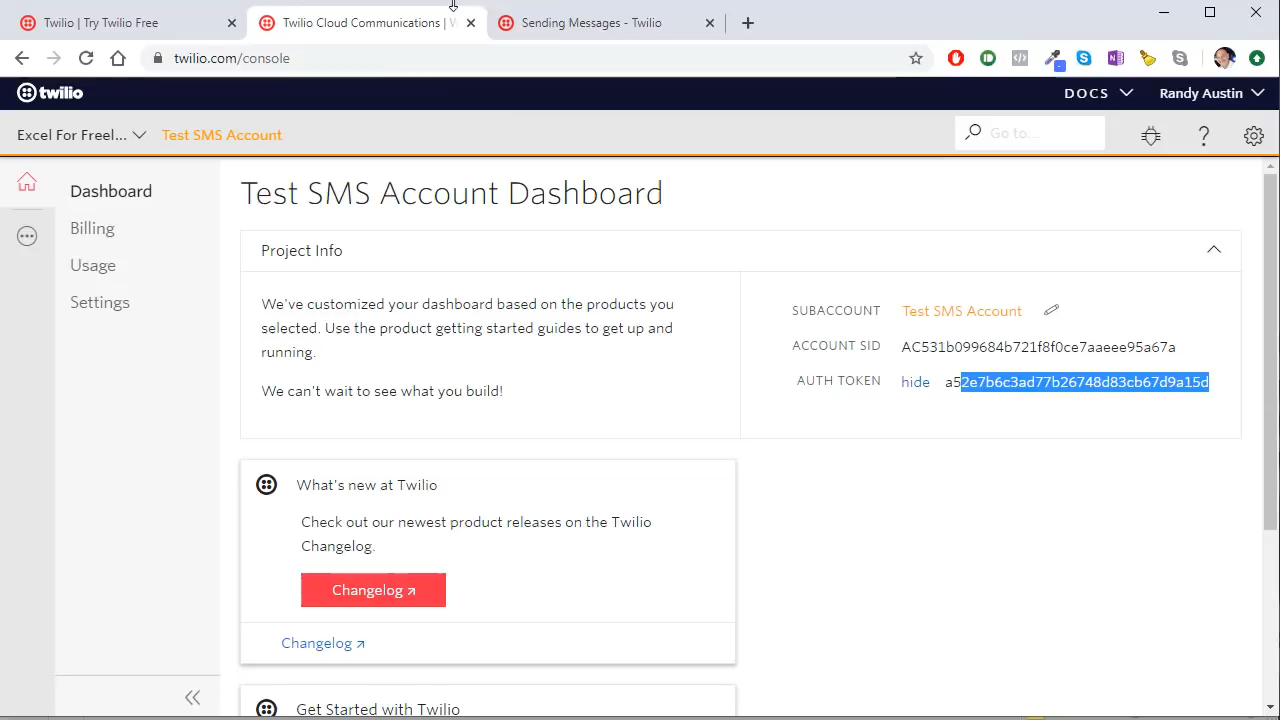 Twilio | Try Twilio Free
Twilio Cloud Communications |
Sending Messages - Twilio
twilio.com/console
twilio
DOCS
Randy Austin
Excel For Freel...
Test SMS Account
Go to...
Dashboard
Billing
Usage
Settings
Test SMS Account Dashboard
Project Info
We've customized your dashboard based on the products you
selected. Use the product getting started guides to get up and
running.
We can't wait to see what you build!
SUBACCOUNT Test SMS Account
ACCOUNT SID AC531b099684b721f8f0ce7aaeee95a67a
AUTH TOKEN hide a52e7b6c3ad77b26748d83cb67d9a15d
What's new at Twilio
Check out our newest product releases on the Twilio
Changelog.
Changelog
Changelog
Get Started with Twilio